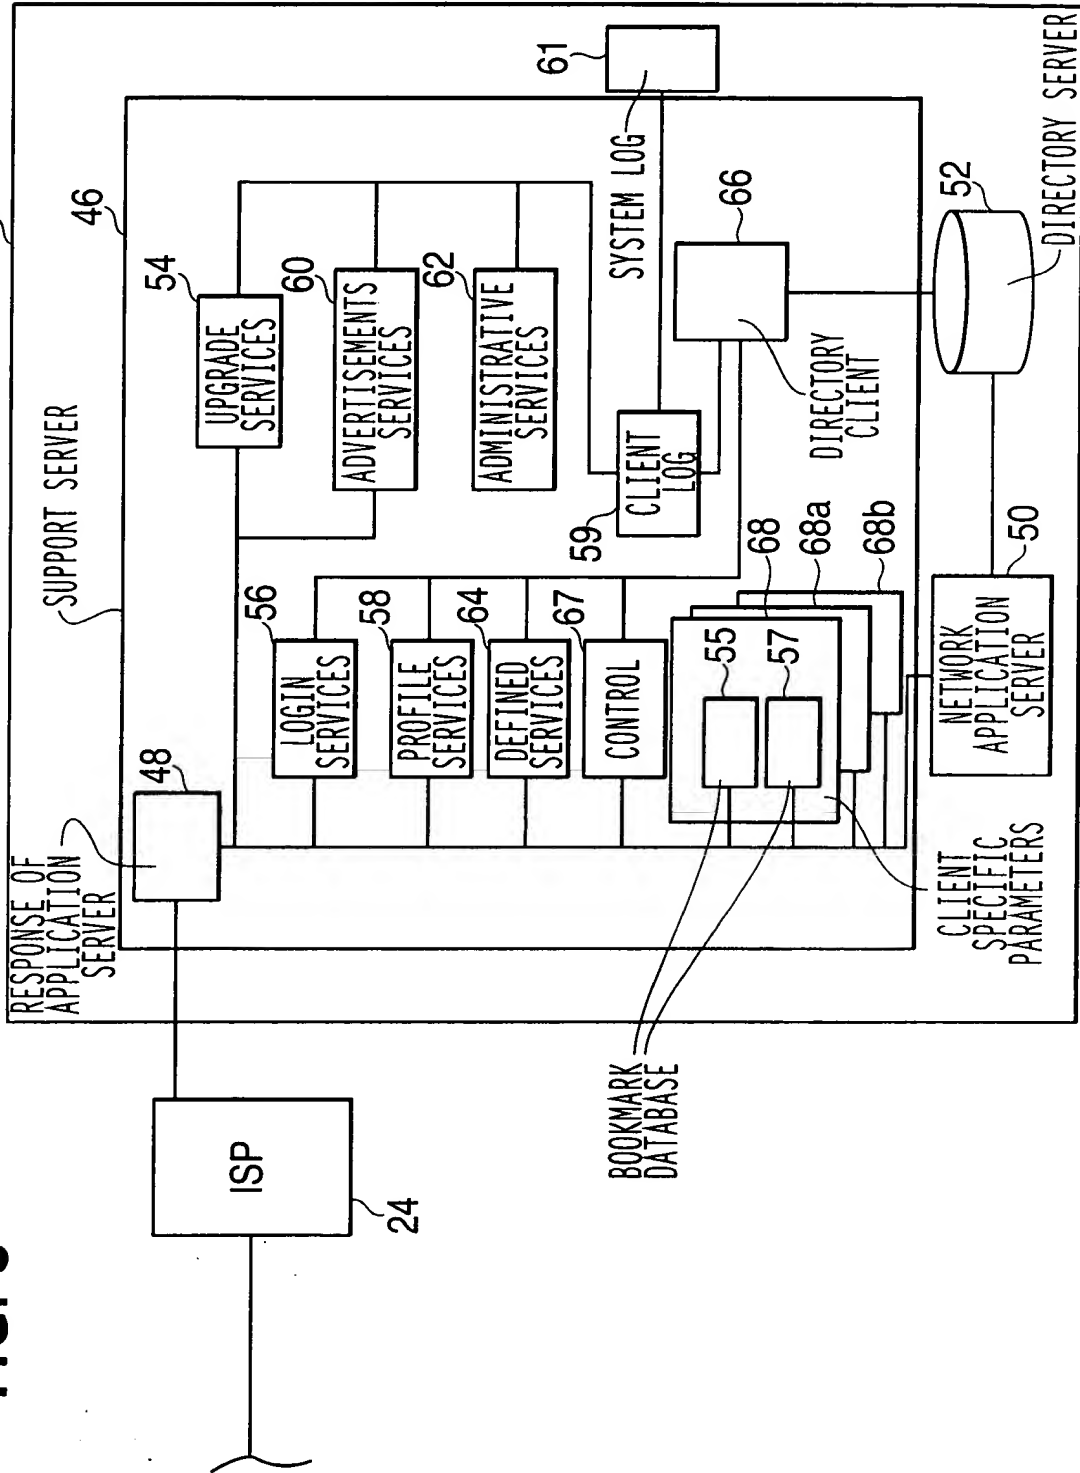 SUPPORT SERVER
46
RESPONSE OF
APPLICATION
SERVER
48
54
UPGRADE
SERVICES
60
ADVERTISEMENTS
SERVICES
62
ADMINISTRATIVE
SERVICES
61
SYSTEM LOG
56
LOGIN
SERVICES
58
PROFILE
SERVICES
64
DEFINED
SERVICES
67
CONTROL
59
CLIENT
LOG
66
DIRECTORY
CLIENT
68
68a
68b
55
57
BOOKMARK
DATABASE
CLIENT
SPECIFIC
PARAMETERS
50
NETWORK
APPLICATION
SERVER
52
DIRECTORY SERVER
ISP
24